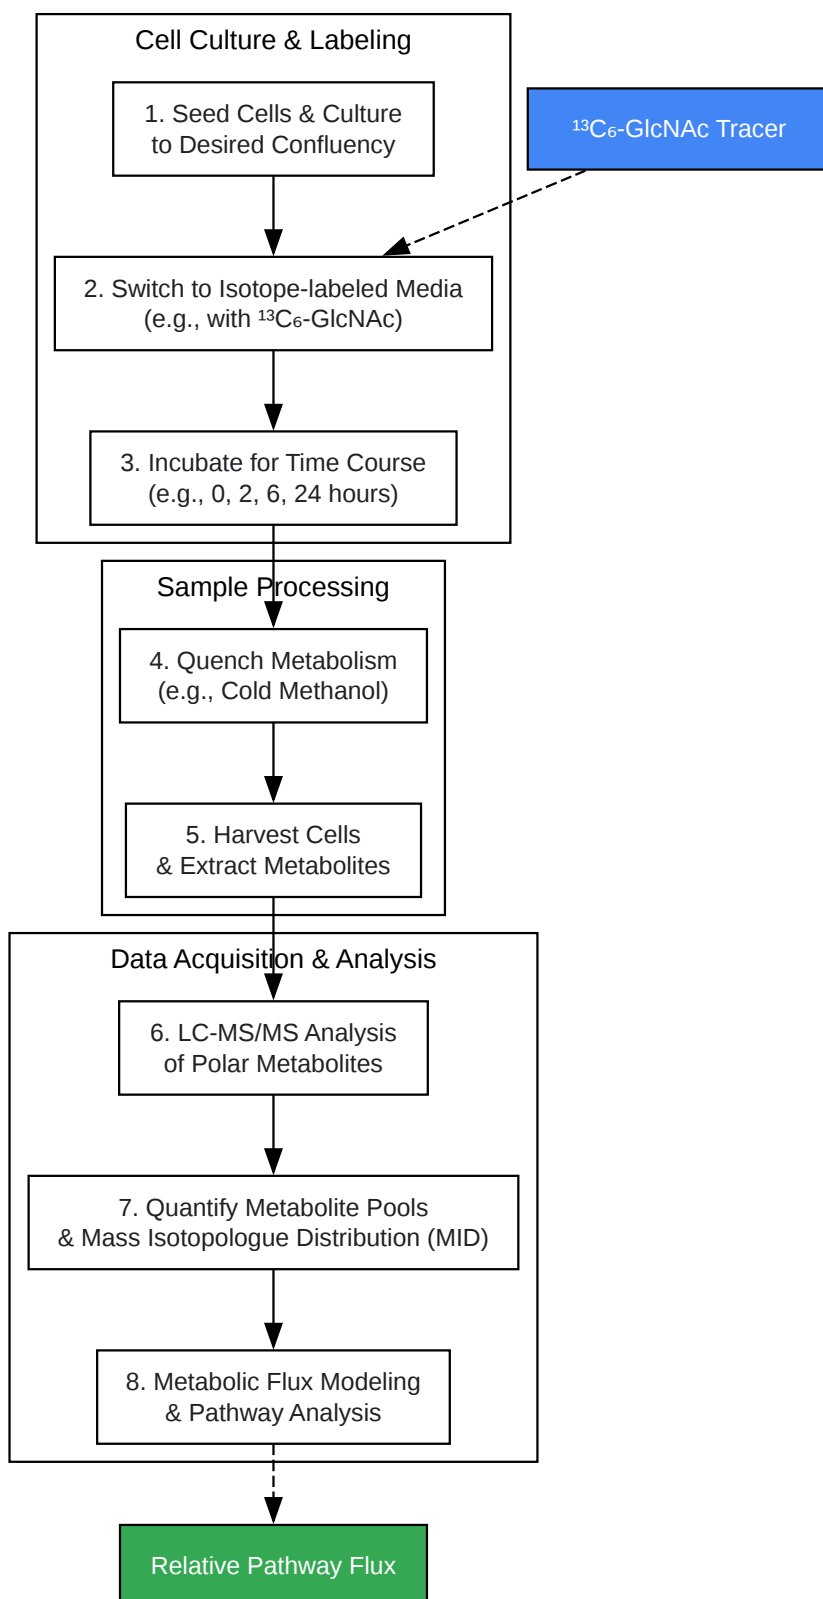 Cell Culture & Labeling
1. Seed Cells & Culture
to Desired Confluency
¹³C₆-GlcNAc Tracer
2. Switch to Isotope-labeled Media
(e.g., with ¹³C₆-GlcNAc)
3. Incubate for Time Course
(e.g., 0, 2, 6, 24 hours)
Sample Processing
4. Quench Metabolism
(e.g., Cold Methanol)
5. Harvest Cells
& Extract Metabolites
Data Acquisition & Analysis
6. LC-MS/MS Analysis
of Polar Metabolites
7. Quantify Metabolite Pools
& Mass Isotopologue Distribution (MID)
8. Metabolic Flux Modeling
& Pathway Analysis
Relative Pathway Flux